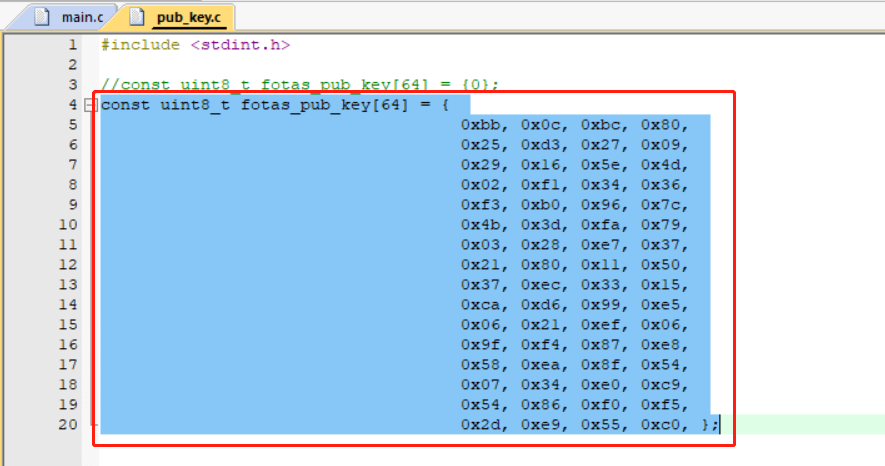 main.c pub_key.c
1 #include <stdint.h>
2
3 //const uint8_t fotas_pub_key[64] = {0};
4 const uint8_t fotas_pub_key[64] = {
5 0xbb, 0x0c, 0xbc, 0x80,
6 0x25, 0xd3, 0x27, 0x09,
7 0x29, 0x16, 0x5e, 0x4d,
8 0x02, 0xf1, 0x34, 0x36,
9 0xf3, 0xb0, 0x96, 0x7c,
10 0x4b, 0x3d, 0xfa, 0x79,
11 0x03, 0x28, 0xe7, 0x37,
12 0x21, 0x80, 0x11, 0x50,
13 0x37, 0xec, 0x33, 0x15,
14 0xca, 0xd6, 0x99, 0xe5,
15 0x06, 0x21, 0xef, 0x06,
16 0x9f, 0xf4, 0x87, 0xe8,
17 0x58, 0xea, 0x8f, 0x54,
18 0x07, 0x34, 0xe0, 0xc9,
19 0x54, 0x86, 0xf0, 0xf5,
20 0x2d, 0xe9, 0x55, 0xc0, };